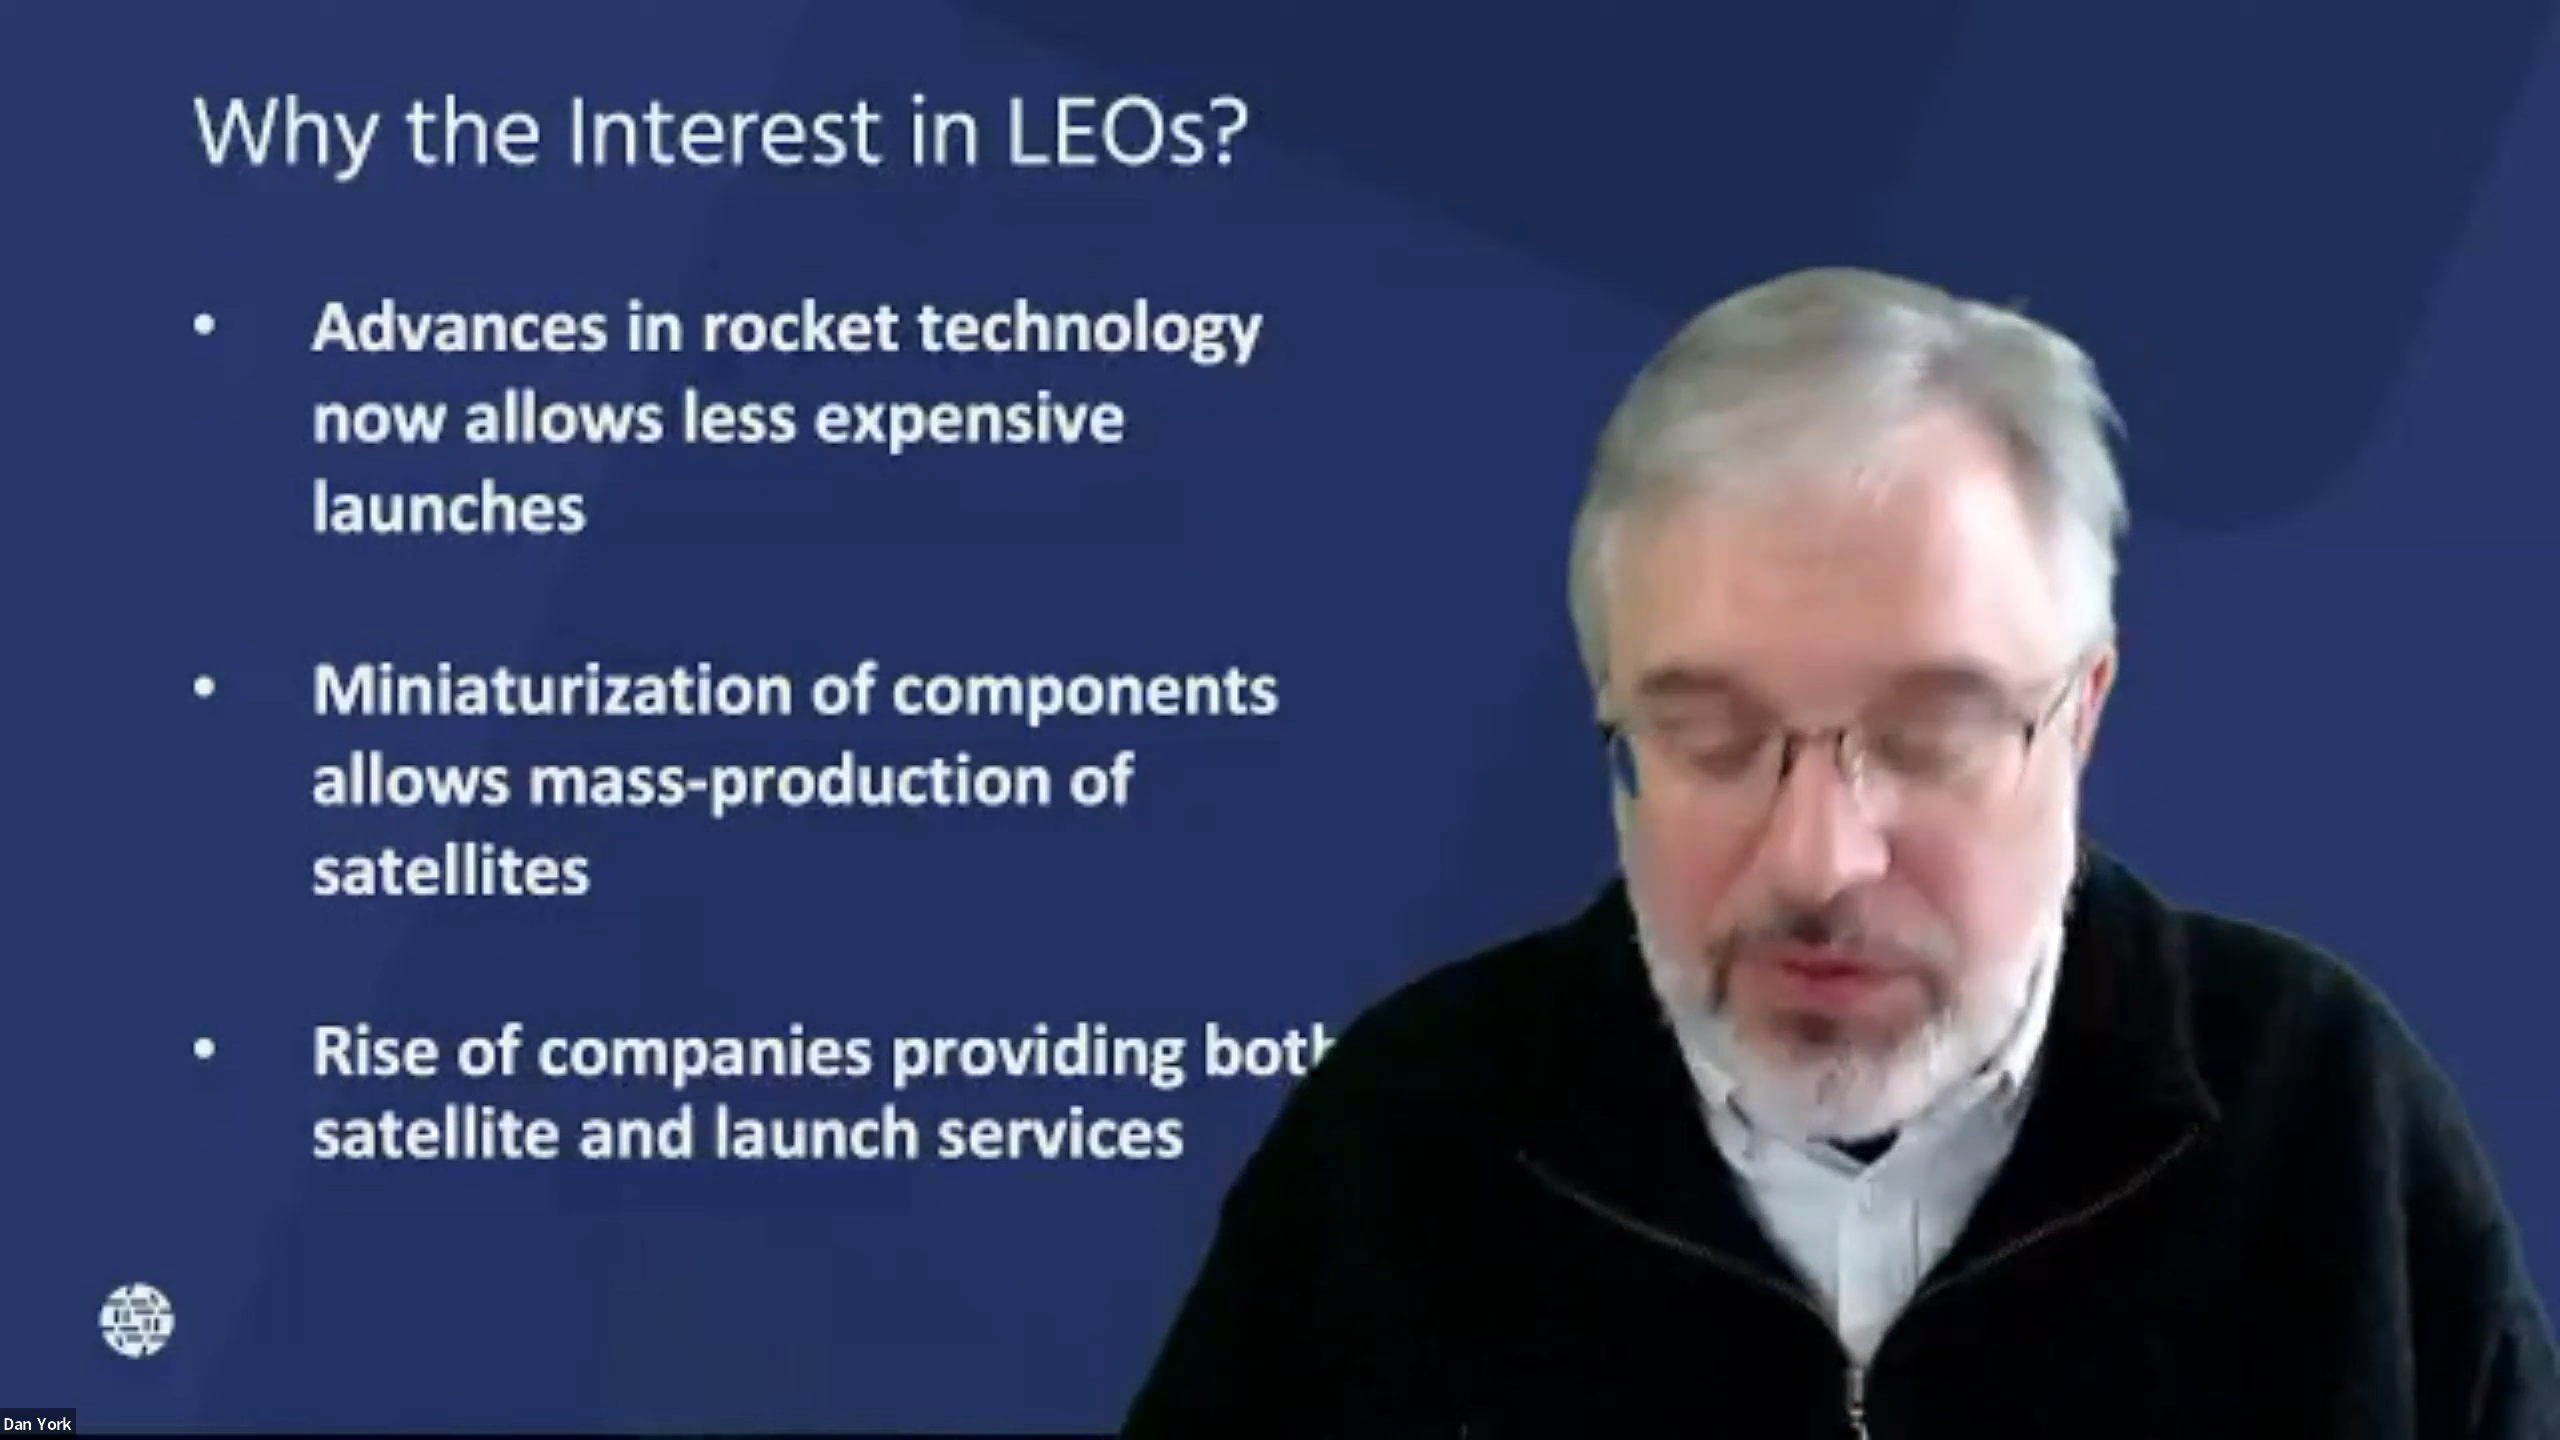 Why the Interest in LEOs?
• Advances in rocket technology
now allows less expensive
launches
• Miniaturization of components
allows mass-production of
satellites
• Rise of companies providing both
satellite and launch services
Dan York